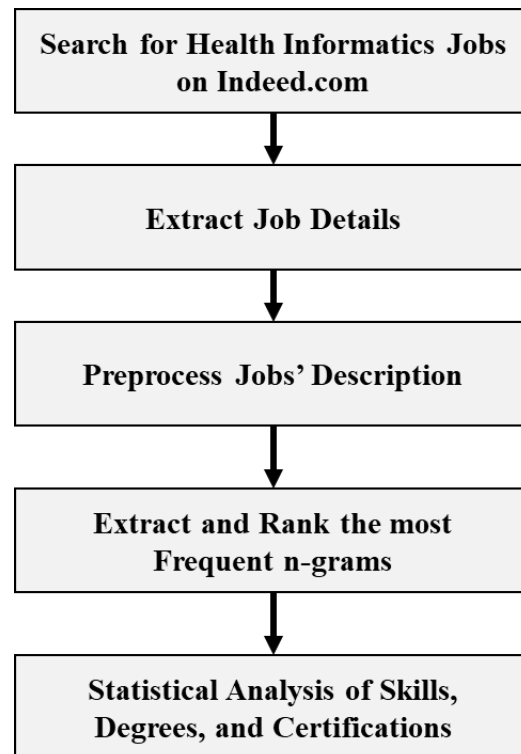 Search for Health Informatics Jobs
on Indeed.com
Extract Job Details
Preprocess Jobs’ Description
Extract and Rank the most
Frequent n-grams
Statistical Analysis of Skills,
Degrees, and Certifications